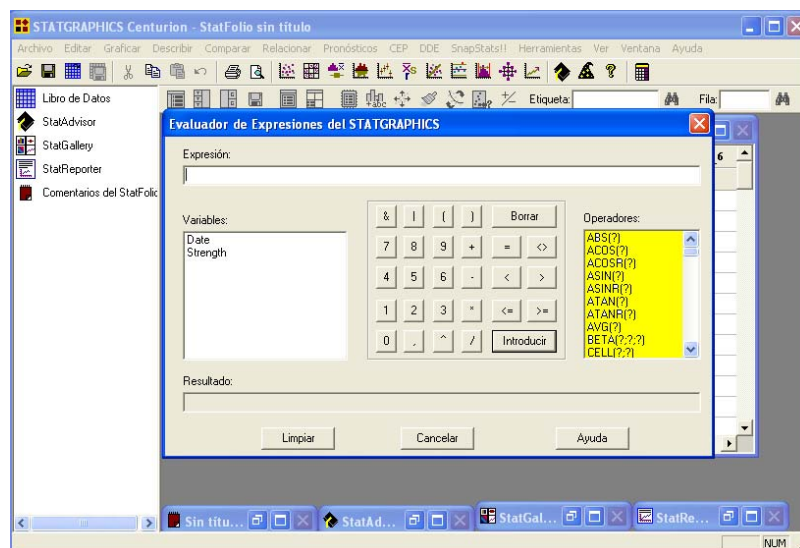 STATGRAPHICS Centurion - StatFolio sin título
Archivo Editar Graficar Describir Comparar Relacionar Pronósticos CEP DDE SnapStats!! Herramientas Ver Ventana Ayuda
Libro de Datos
StatAdvisor
StatGallery
StatReporter
Comentarios del StatFolio
+abc
Etiqueta:
Fila:
Evaluador de Expresiones del STATGRAPHICS
6
Expresión:
Variables:
Date
Strength
& | ( ) Borrar
7 8 9 + = <>
4 5 6 - < >
1 2 3 * <= >=
0 . ^ / Introducir
Operadores:
ABS(?)
ACOS(?)
ACOSR(?)
ASIN(?)
ASINR(?)
ATAN(?)
ATANR(?)
AVG(?)
BETA(?;?;?)
CELL(?;?)
Resultado:
Limpiar Cancelar Ayuda
Sin títu... StatAd... StatGal... StatRe...
NUM